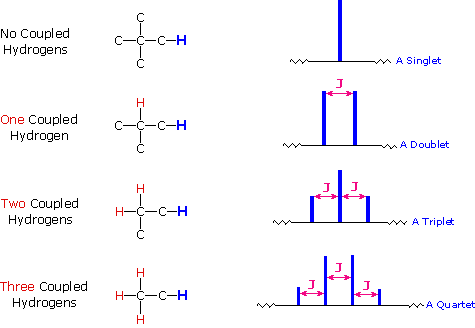 No Coupled
Hydrogens
C
C—C—C—H
C
A Singlet
One Coupled
Hydrogen
H
C—C—C—H
C
J
A Doublet
Two Coupled
Hydrogens
H
H—C—C—H
C
J J
A Triplet
Three Coupled
Hydrogens
H
H—C—C—H
H
J J J
A Quartet